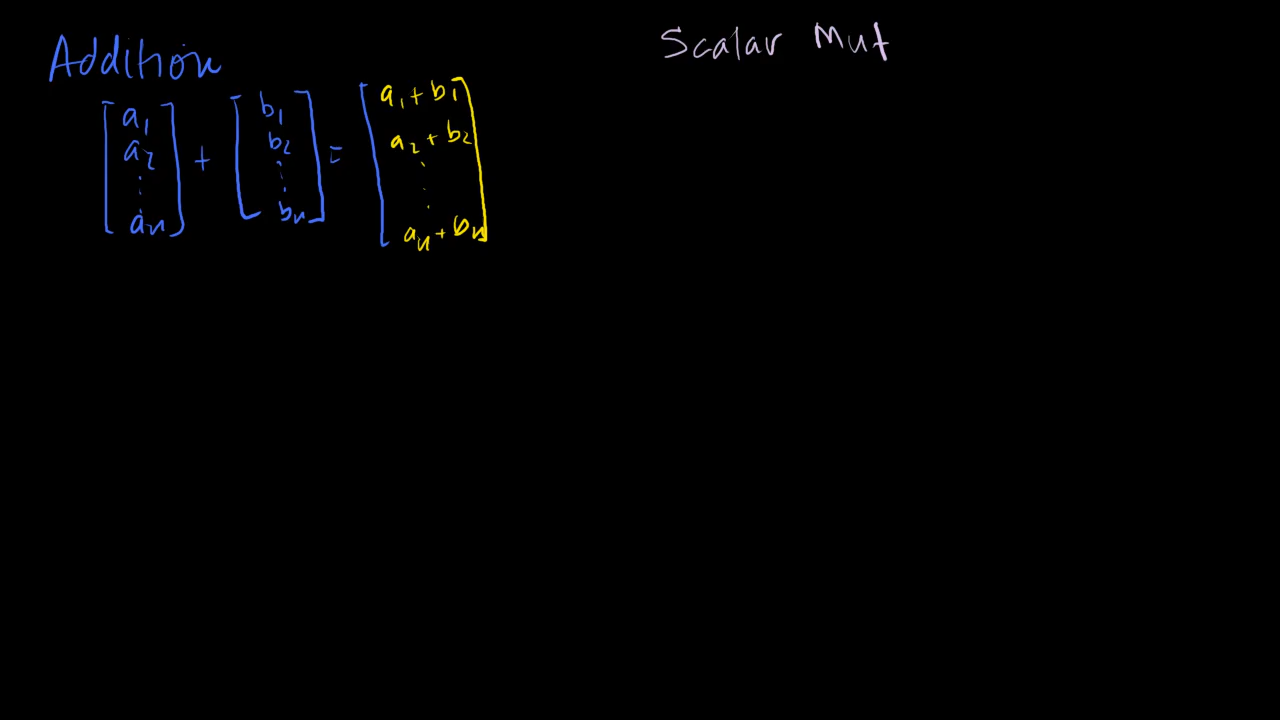 Addition
[a1 a2 ⋮ an] + [b1 b2 ⋮ bn] = [a1 + b1 a2 + b2 ⋮ an + bn]
Scalar Mut